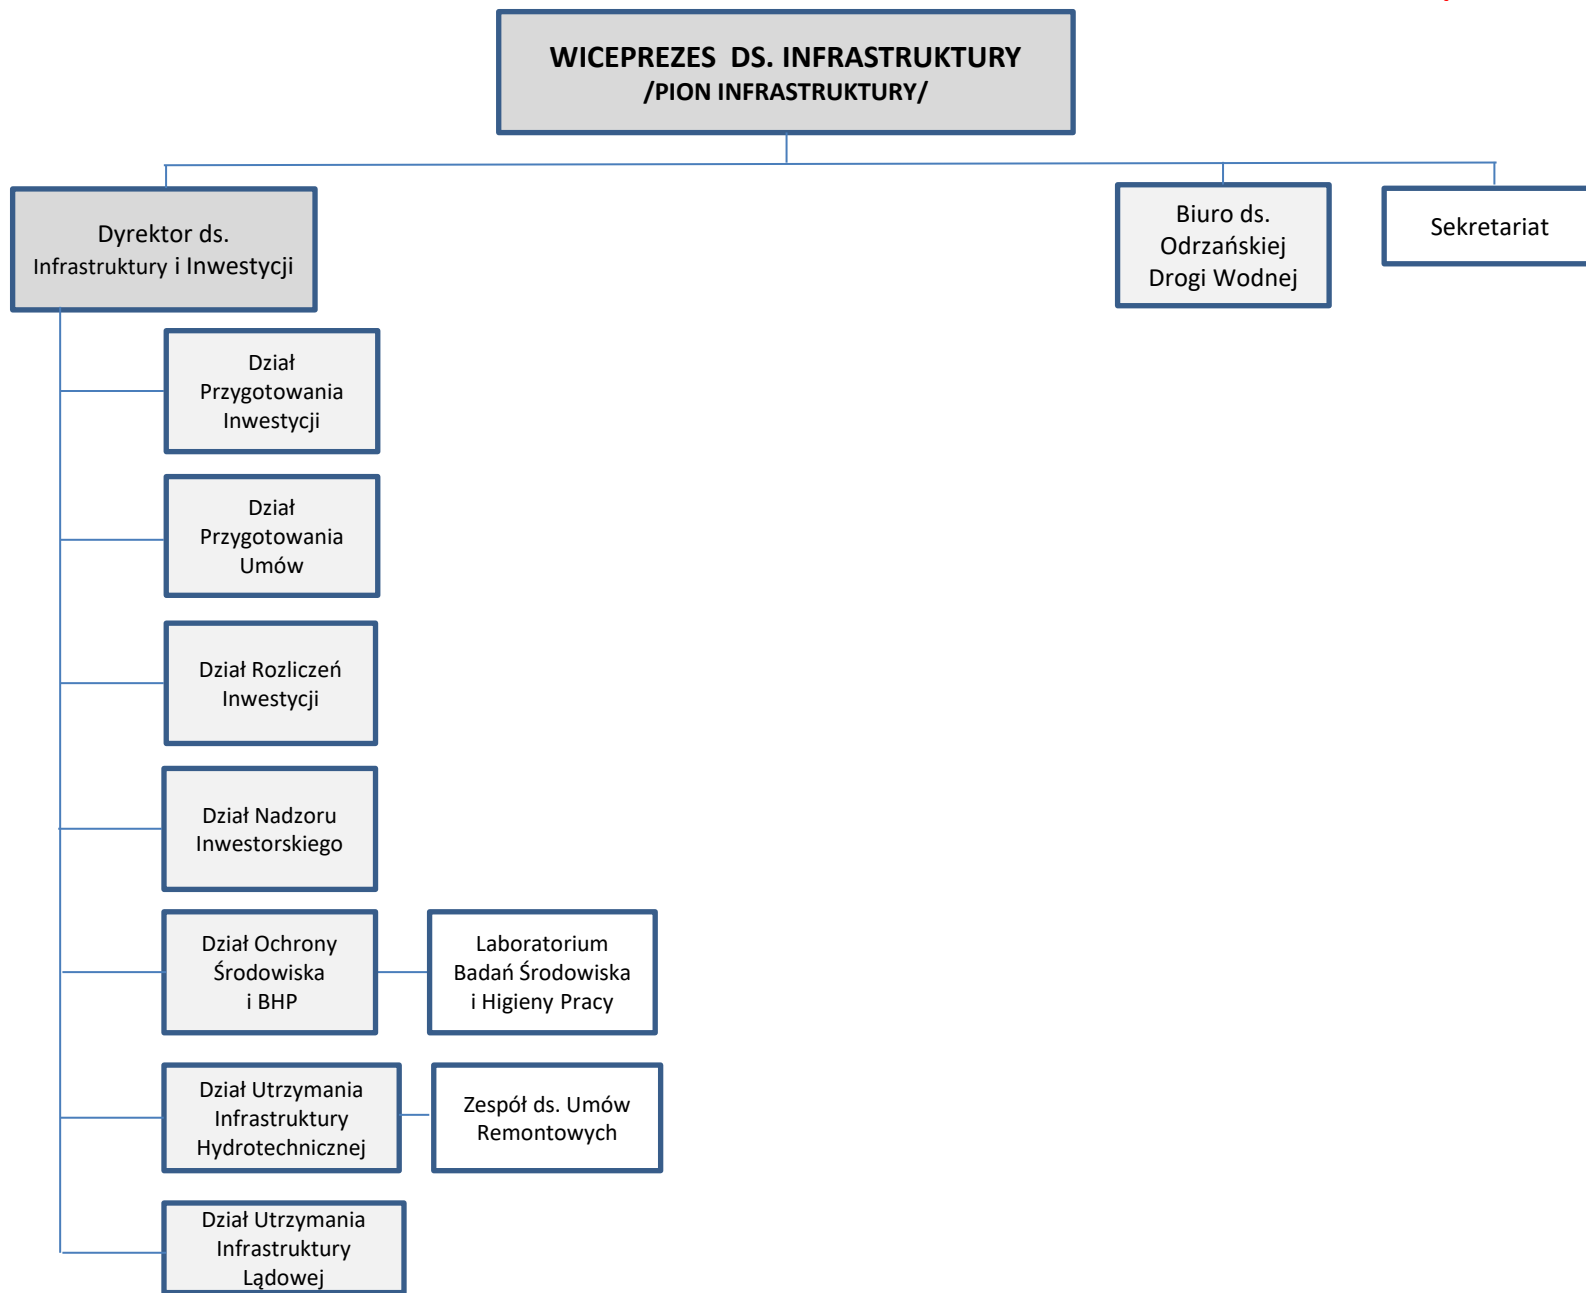 WICEPREZES DS. INFRASTRUKTURY
/PION INFRASTRUKTURY/
Dyrektor ds.
Infrastruktury i Inwestycji
Biuro ds.
Odrzańskiej
Drogi Wodnej
Sekretariat
Dział
Przygotowania
Inwestycji
Dział
Przygotowania
Umów
Dział Rozliczeń
Inwestycji
Dział Nadzoru
Inwestorskiego
Dział Ochrony
Środowiska
i BHP
Laboratorium
Badań Środowiska
i Higieny Pracy
Dział Utrzymania
Infrastruktury
Hydrotechnicznej
Zespół ds. Umów
Remontowych
Dział Utrzymania
Infrastruktury
Lądowej